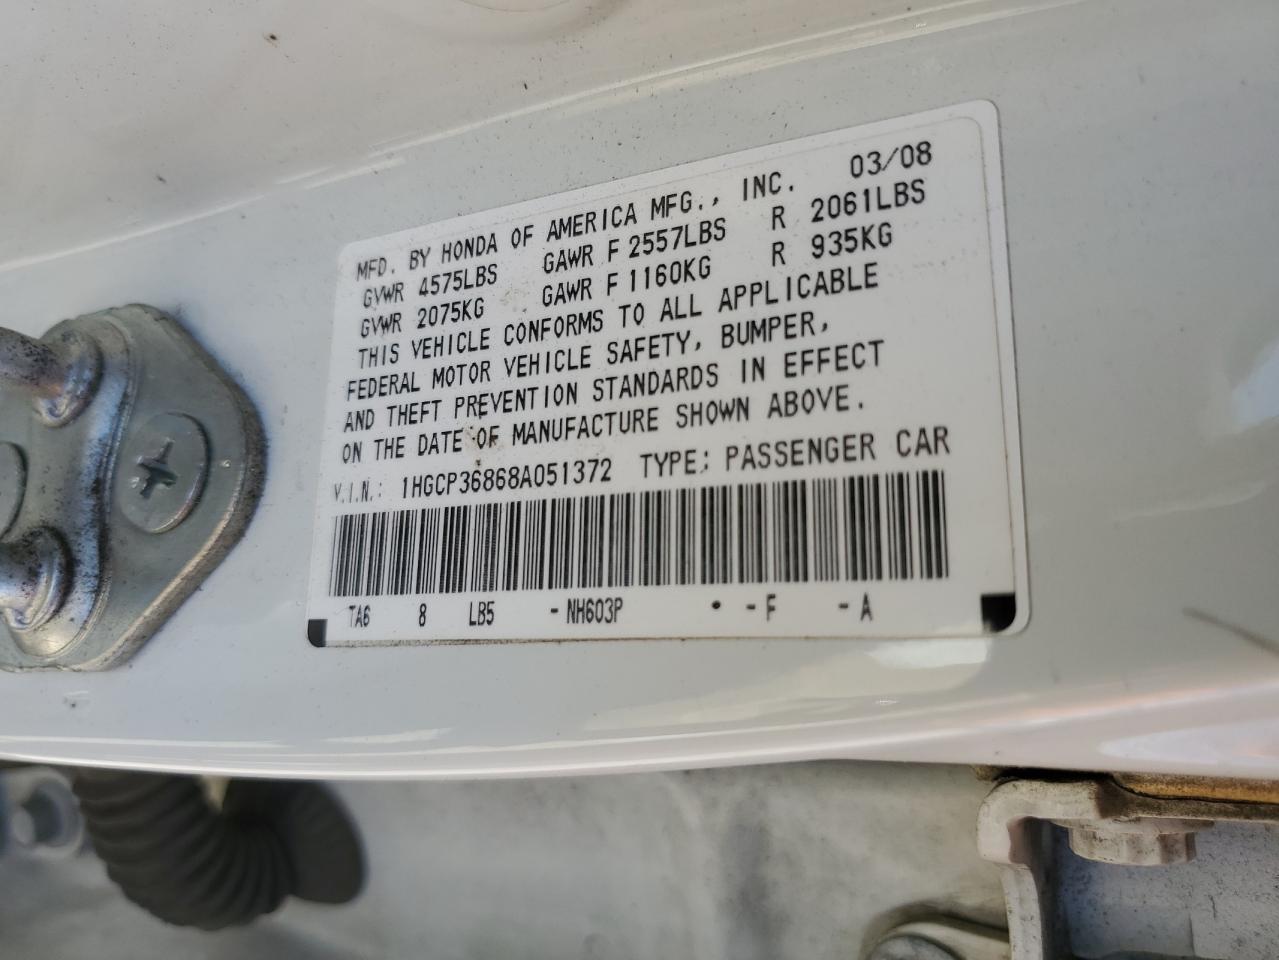 MFD. BY HONDA OF AMERICA MFG., INC. 03/08
GVWR 4575LBS GAWR F 2557LBS R 2061LBS
GVWR 2075KG GAWR F 1160KG R 935KG
THIS VEHICLE CONFORMS TO ALL APPLICABLE
FEDERAL MOTOR VEHICLE SAFETY, BUMPER,
AND THEFT PREVENTION STANDARDS IN EFFECT
ON THE DATE OF MANUFACTURE SHOWN ABOVE.
V.I.N.: 1HGCP36868A051372 TYPE: PASSENGER CAR
TA6 8 LB5 -NH603P • -F -A